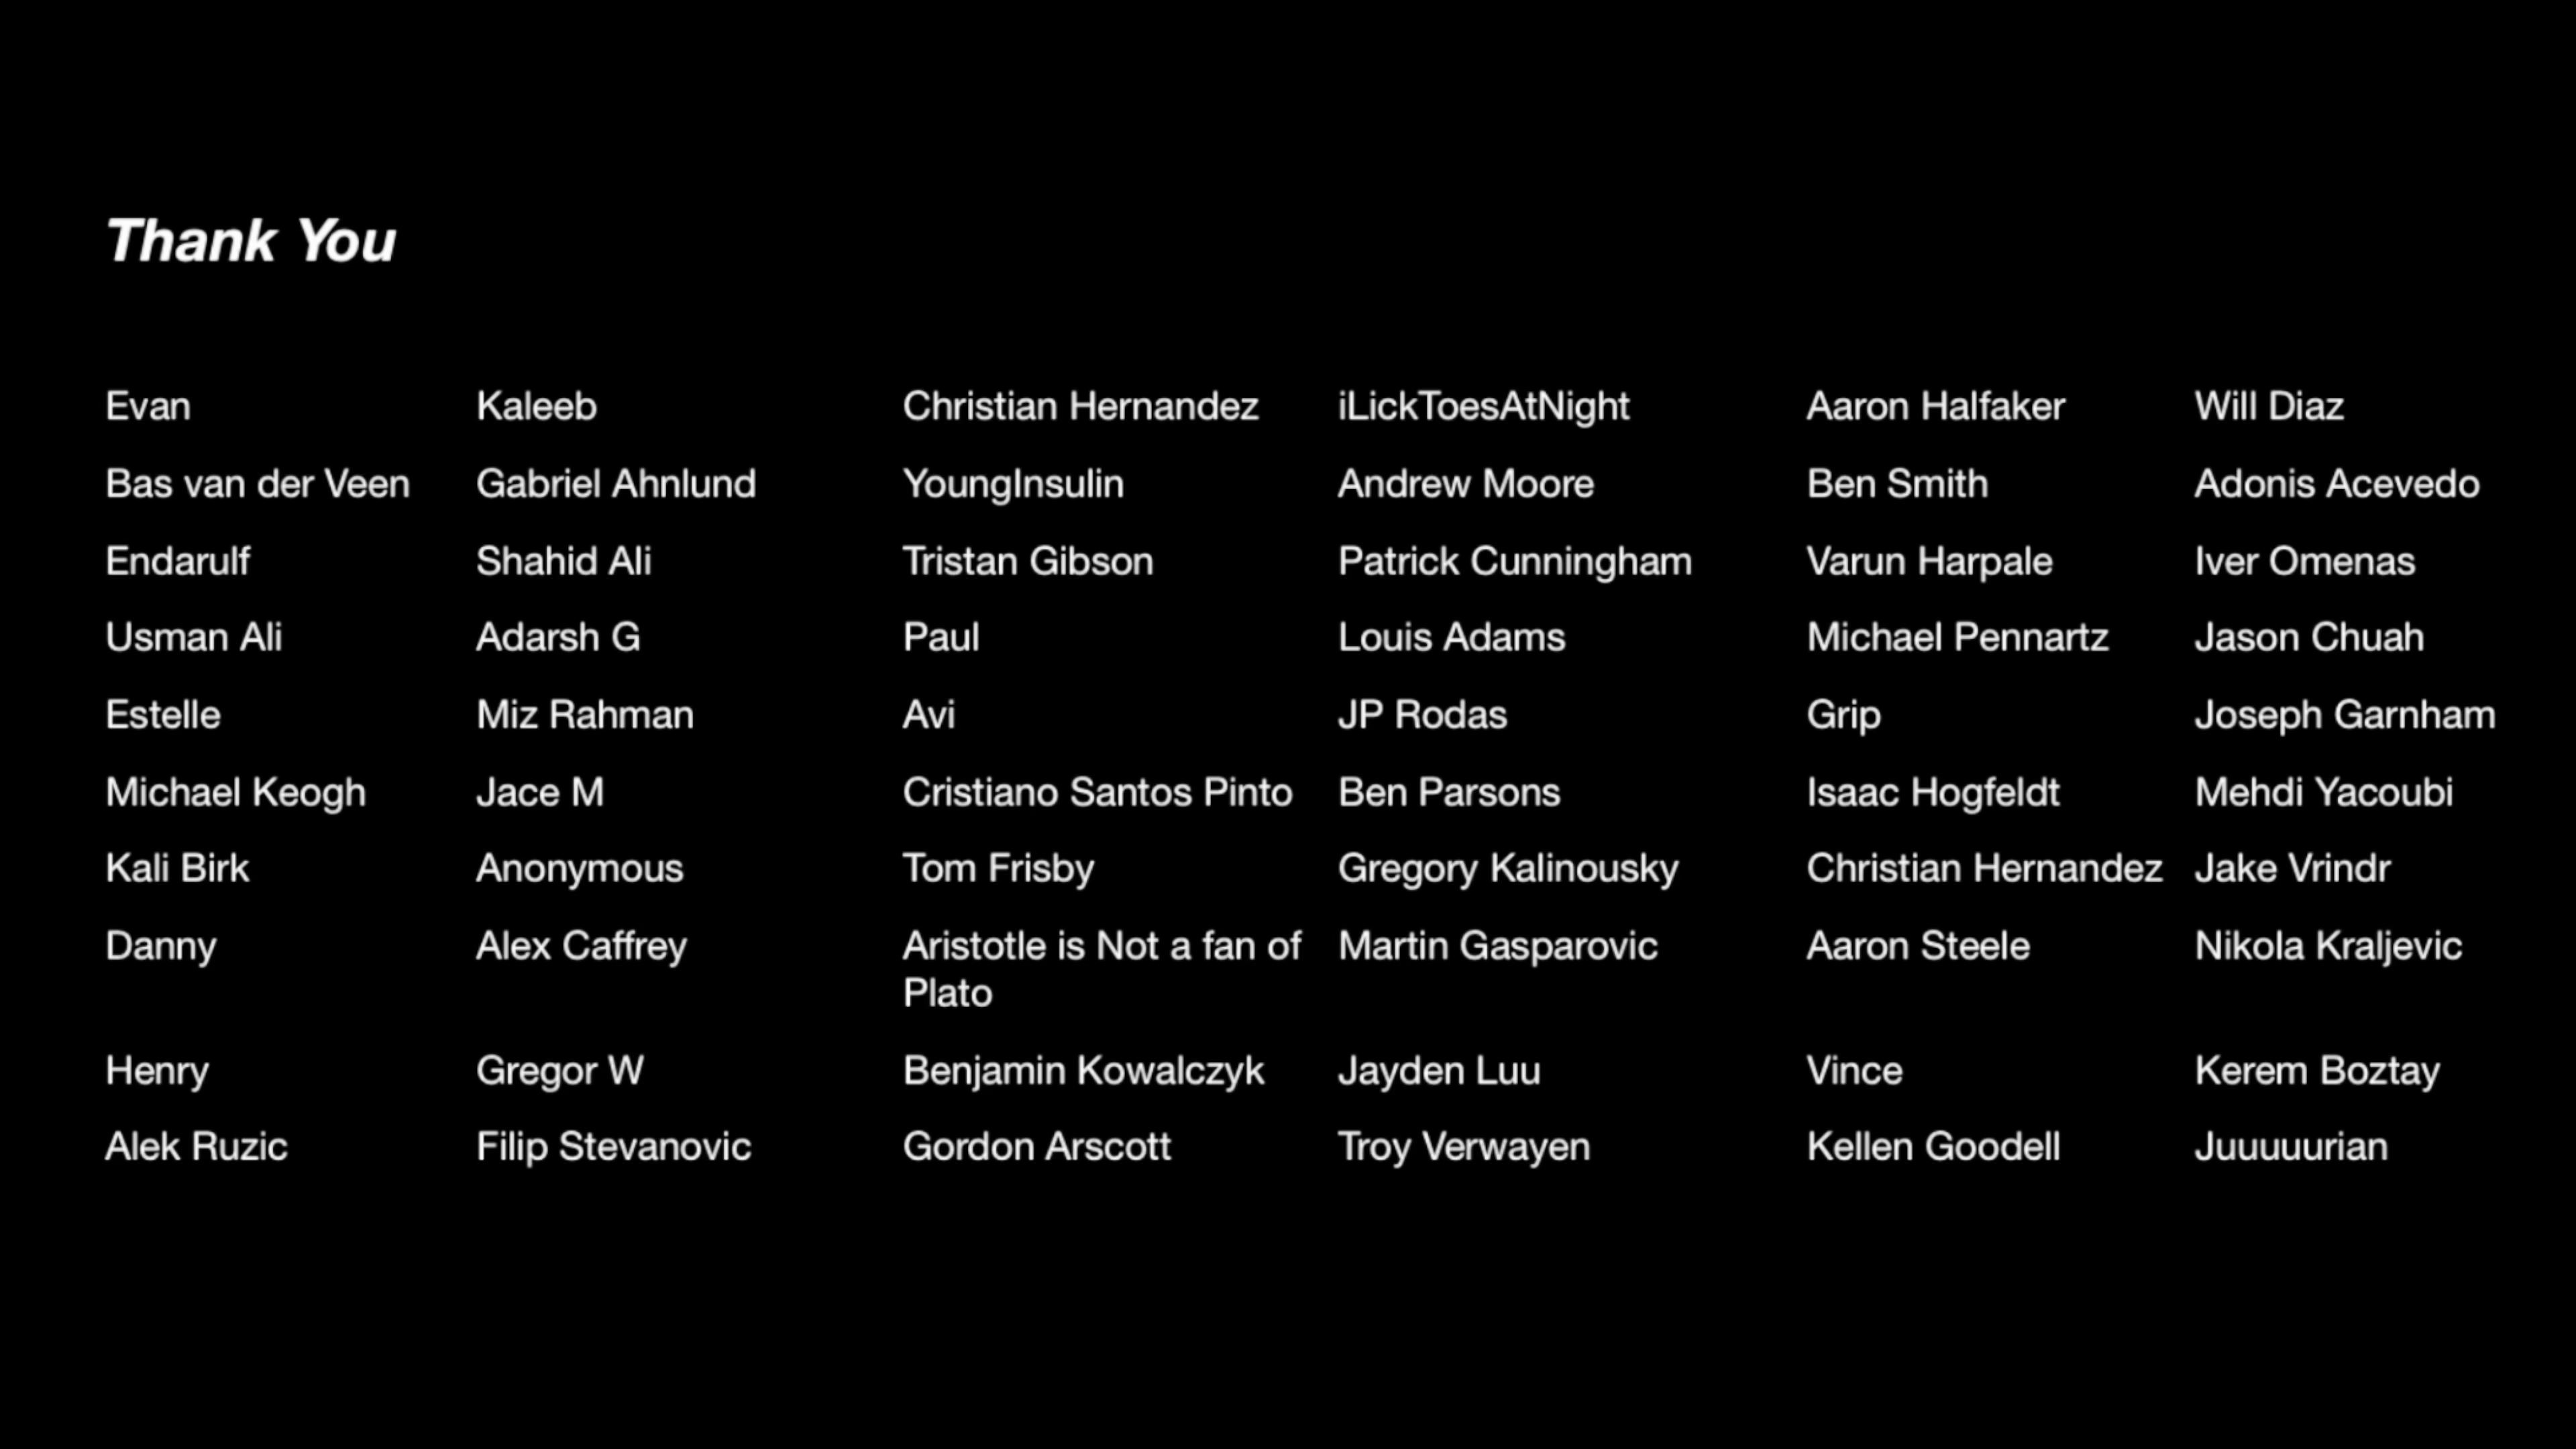 Thank You
Evan Kaleeb Christian Hernandez iLickToesAtNight Aaron Halfaker Will Diaz
Bas van der Veen Gabriel Ahnlund YoungInsulin Andrew Moore Ben Smith Adonis Acevedo
Endarulf Shahid Ali Tristan Gibson Patrick Cunningham Varun Harpale Iver Omenas
Usman Ali Adarsh G Paul Louis Adams Michael Pennartz Jason Chuah
Estelle Miz Rahman Avi JP Rodas Grip Joseph Garnham
Michael Keogh Jace M Cristiano Santos Pinto Ben Parsons Isaac Hogfeldt Mehdi Yacoubi
Kali Birk Anonymous Tom Frisby Gregory Kalinousky Christian Hernandez Jake Vrindr
Danny Alex Caffrey Aristotle is Not a fan of Martin Gasparovic Aaron Steele Nikola Kraljevic
Plato
Henry Gregor W Benjamin Kowalczyk Jayden Luu Vince Kerem Boztay
Alek Ruzic Filip Stevanovic Gordon Arscott Troy Verwayen Kellen Goodell Juuuuurian